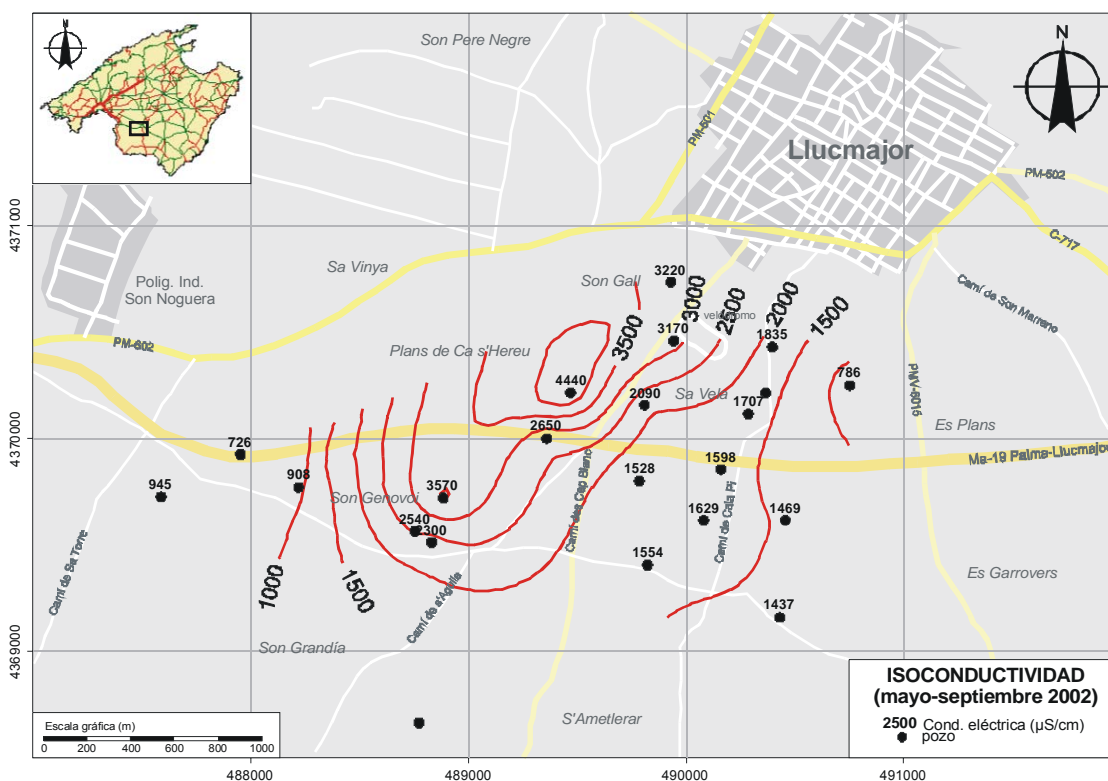 N
Son Pere Negre
PM-501
Llucmajor
PM-602
C-717
4371000
Sa Vinya
Son Gall
3220
Polig. Ind.
Son Noguera
Camí de Son Marreno
3000
2500
2000
1500
3500
velódromo
3170
1835
PM-602
Plans de Ca s'Hereu
4440
2090
Sa Vela
1707
786
PMV-6015
Es Plans
4370000
726
2650
Ma-19 Palma-Llucmajor
945
908
Son Genovoi
3570
1528
1598
Camí des Cap Blanc
Camí de Cala Pi
2540
2300
1629
1469
1554
Camí de Sa Torre
1000
1500
Camí de s'Aguila
Es Garrovers
1437
4369000
Son Grandía
S'Ametlerar
ISOCONDUCTIVIDAD
(mayo-septiembre 2002)
2500 Cond. eléctrica (µS/cm)
pozo
Escala gráfica (m)
0 200 400 600 800 1000
488000
489000
490000
491000